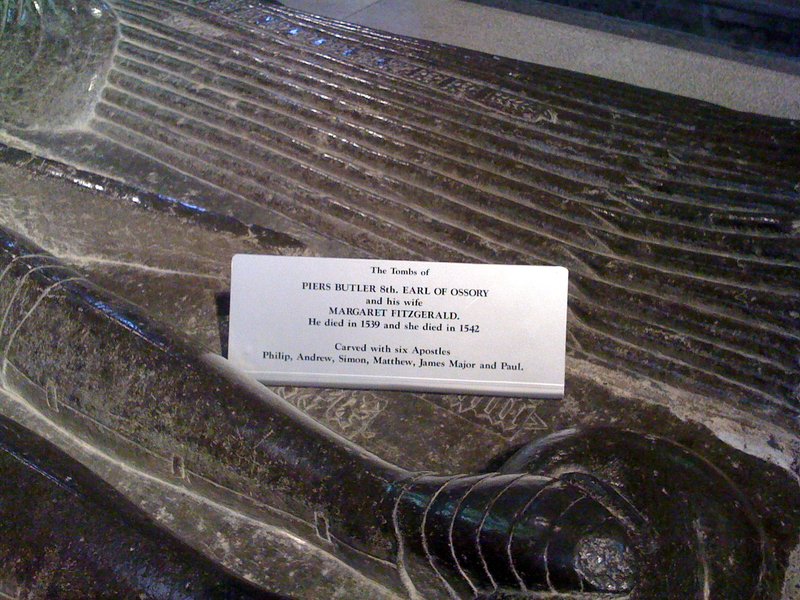 The Tombs of
PIERS BUTLER 8th. EARL OF OSSORY
and his wife
MARGARET FITZGERALD.
He died in 1539 and she died in 1542
Carved with six Apostles
Philip, Andrew, Simon, Matthew, James Major and Paul.